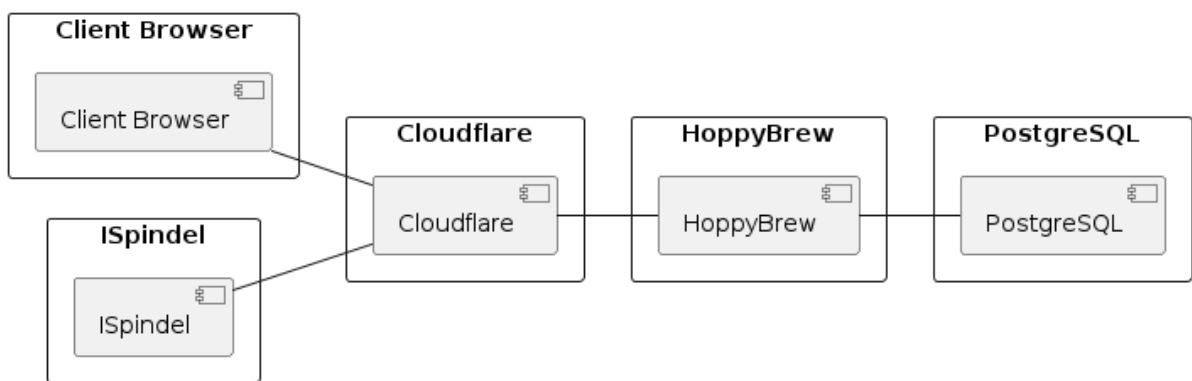 Client Browser
Client Browser
ISpindel
ISpindel
Cloudflare
Cloudflare
HoppyBrew
HoppyBrew
PostgreSQL
PostgreSQL